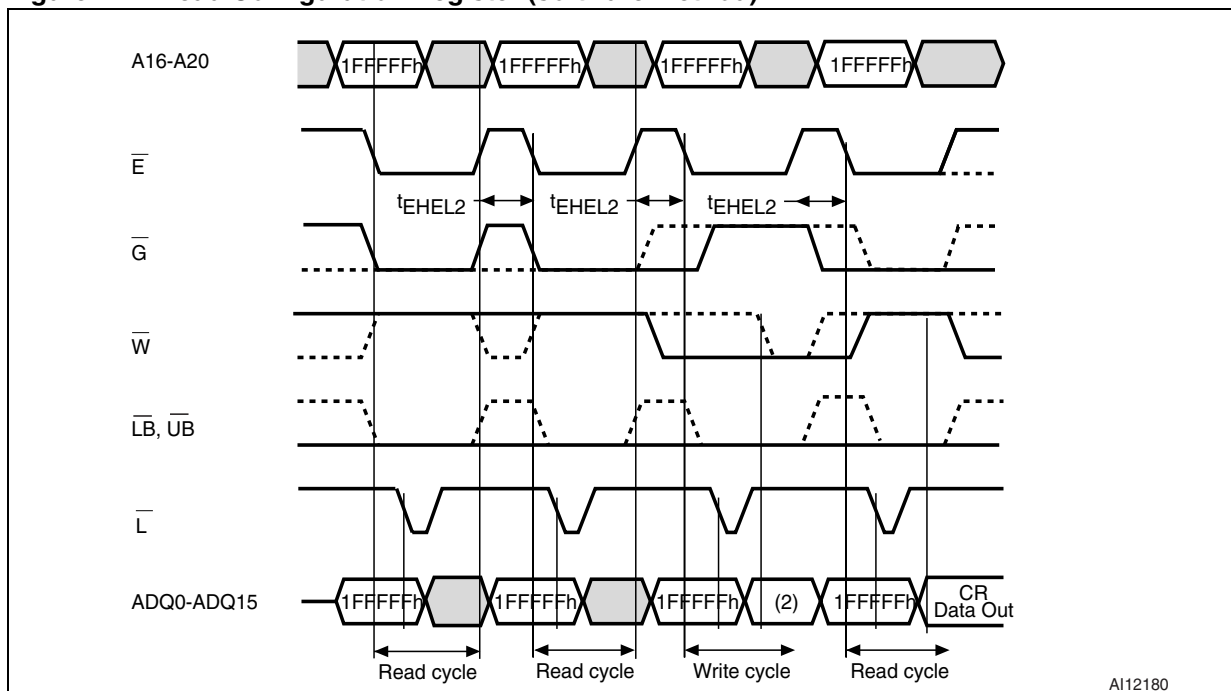 A16-A20
1FFFFFh 1FFFFFh 1FFFFFh 1FFFFFh
E
tEHEL2 tEHEL2 tEHEL2
G
W
LB, UB
L
ADQ0-ADQ15
1FFFFFh 1FFFFFh 1FFFFFh (2) 1FFFFFh CR
Data Out
Read cycle Read cycle Write cycle Read cycle
AI12180